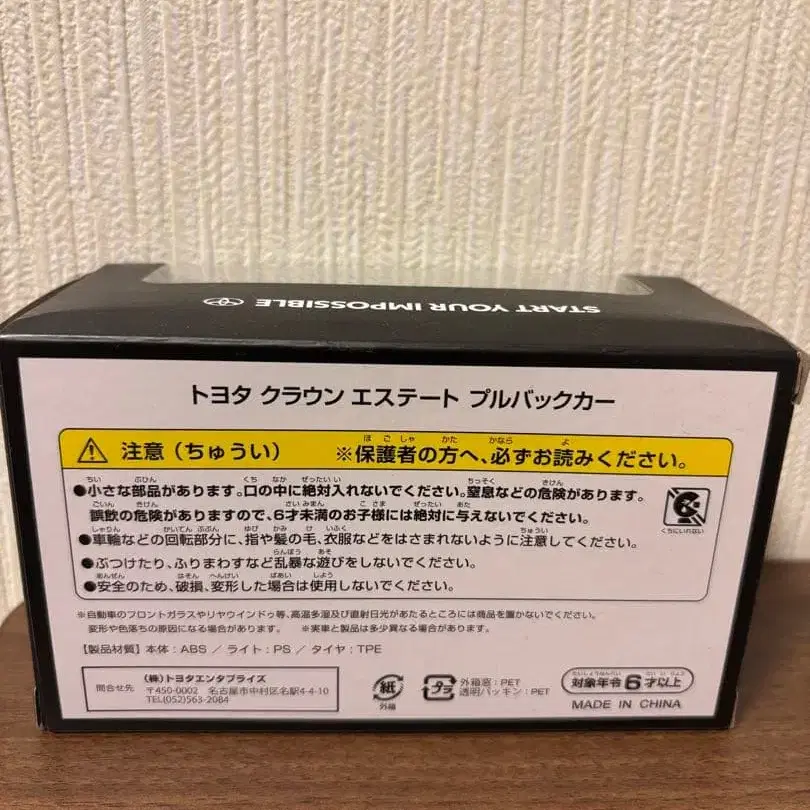 START YOUR IMPOSSIBLE
トヨタ クラウン エステート プルバックカー
注意（ちゅうい） ※保護者の方へ、必ずお読みください。
●小さな部品があります。口の中に絶対入れないでください。窒息などの危険があります。
誤飲の危険がありますので、6才未満のお子様には絶対に与えないでください。
●車輪などの回転部分に、指や髪の毛、衣服などをはさまれないように注意してください。
●ぶつけたり、ふりまわすなど乱暴な遊びをしないでください。
●安全のため、破損、変形した場合は使用しないでください。
くちにいれない
※自動車のフロントガラスやリヤウインドゥ等、高温多湿及び直射日光があたるところには商品を置かないでください。
変形や色落ちの原因になる場合があります。 ※実車と製品は多少異なる場合があります。
【製品材質】本体：ABS ／ ライト：PS ／ タイヤ：TPE
問合せ先
（株）トヨタエンタプライズ
〒450-0002 名古屋市中村区名駅4-4-10
TEL(052)563-2084
紙
外箱
プラ
外箱窓：PET
透明パッキン：PET
対象年令6才以上
MADE IN CHINA